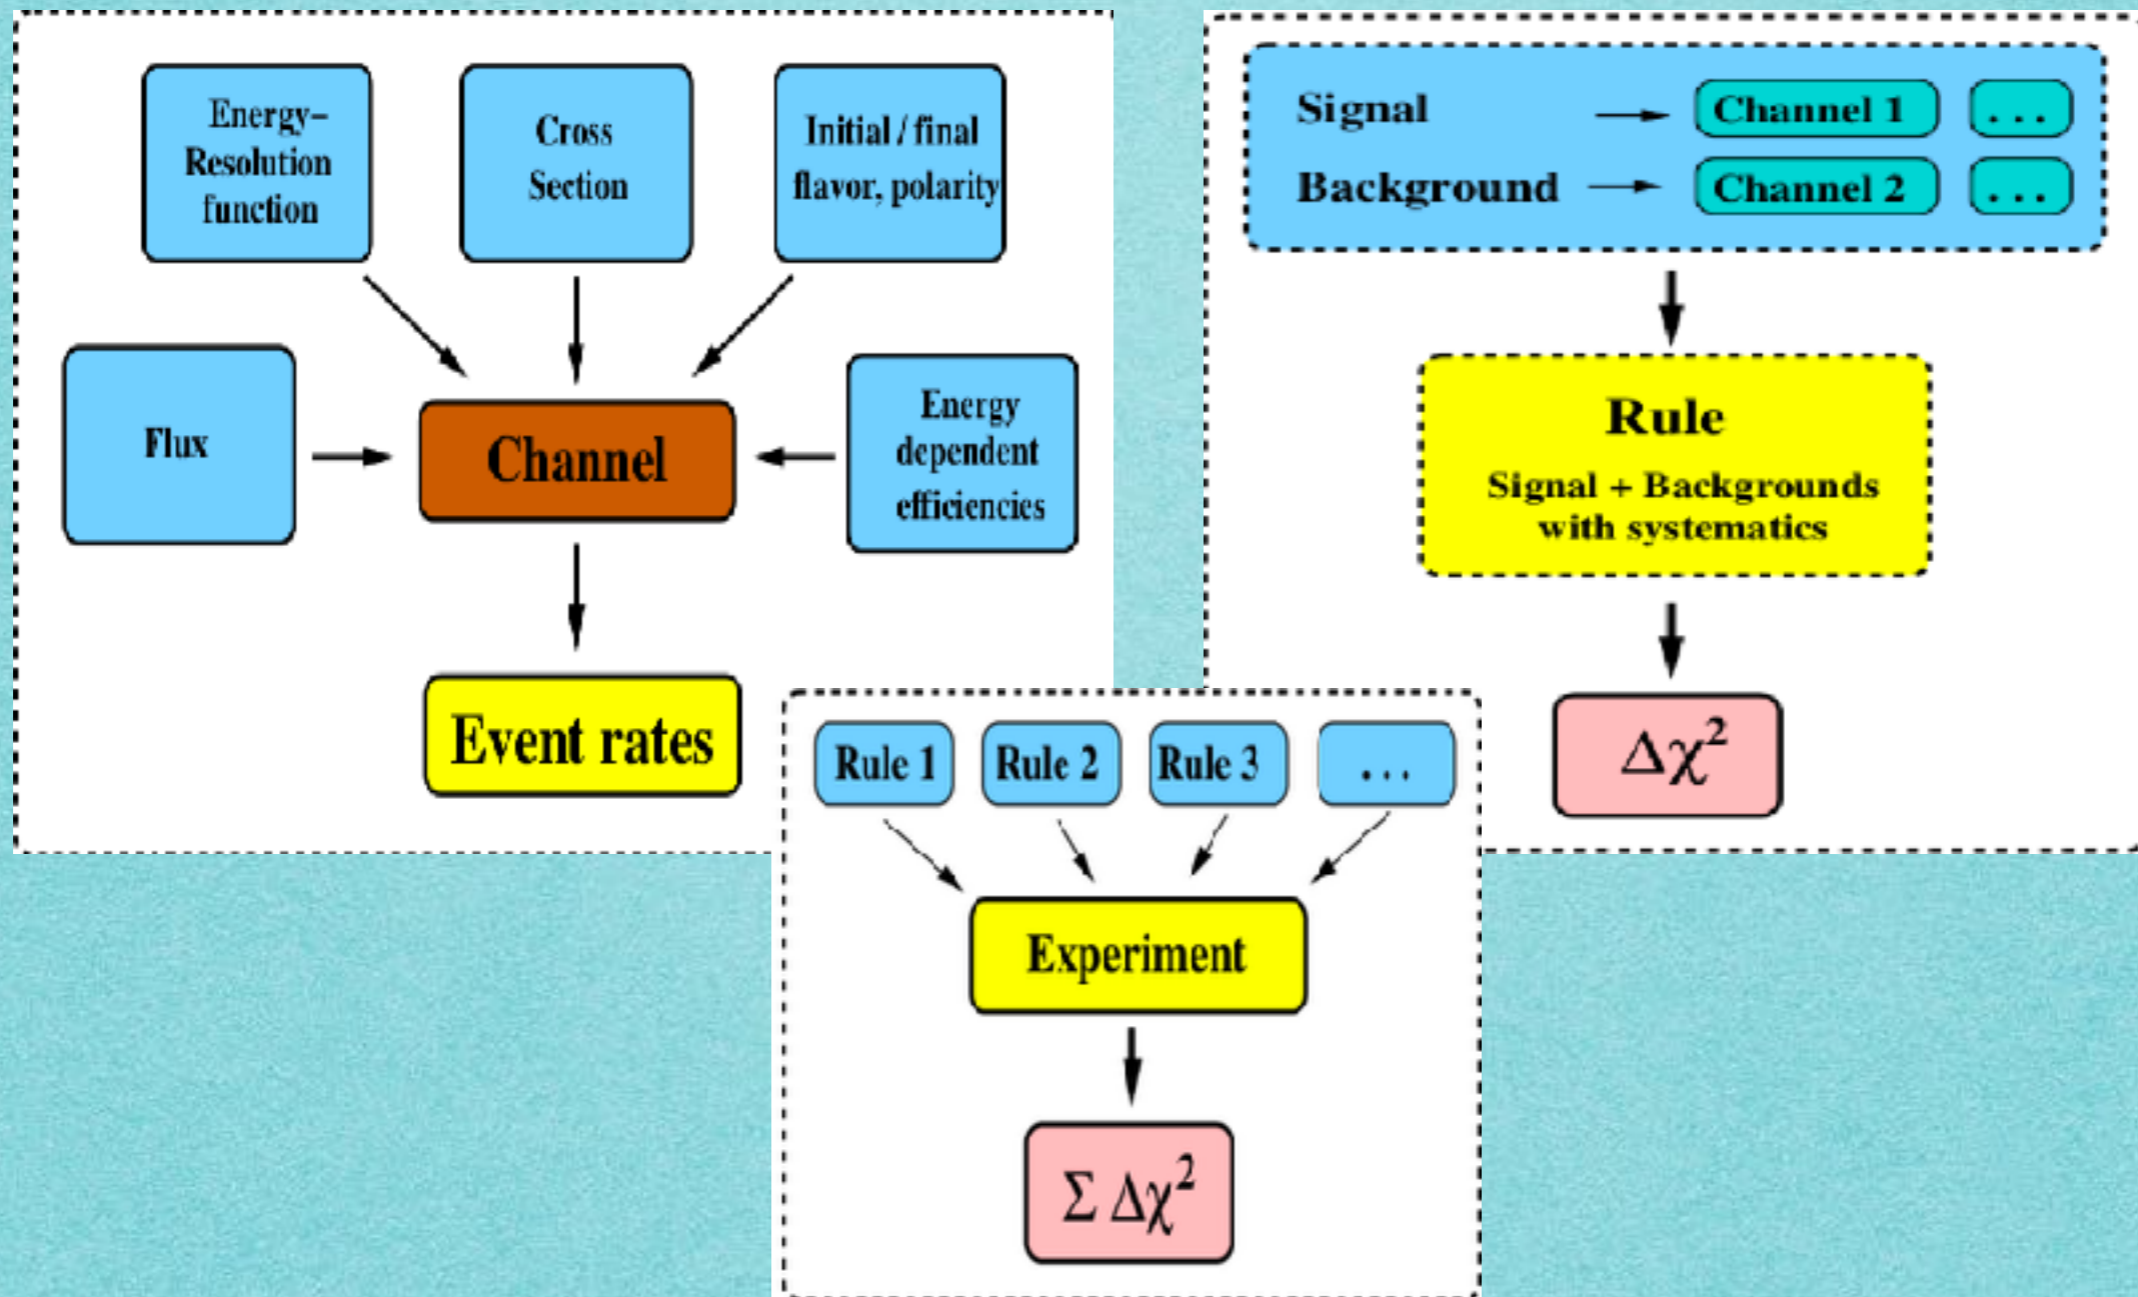 Energy–
Resolution
function
Cross
Section
Initial / final
flavor, polarity
Flux
Channel
Energy
dependent
efficiencies
Event rates
Signal → Channel 1 ...
Background → Channel 2 ...
Rule
Signal + Backgrounds
with systematics
Δχ²
Rule 1 Rule 2 Rule 3 ...
Experiment
Σ Δχ²